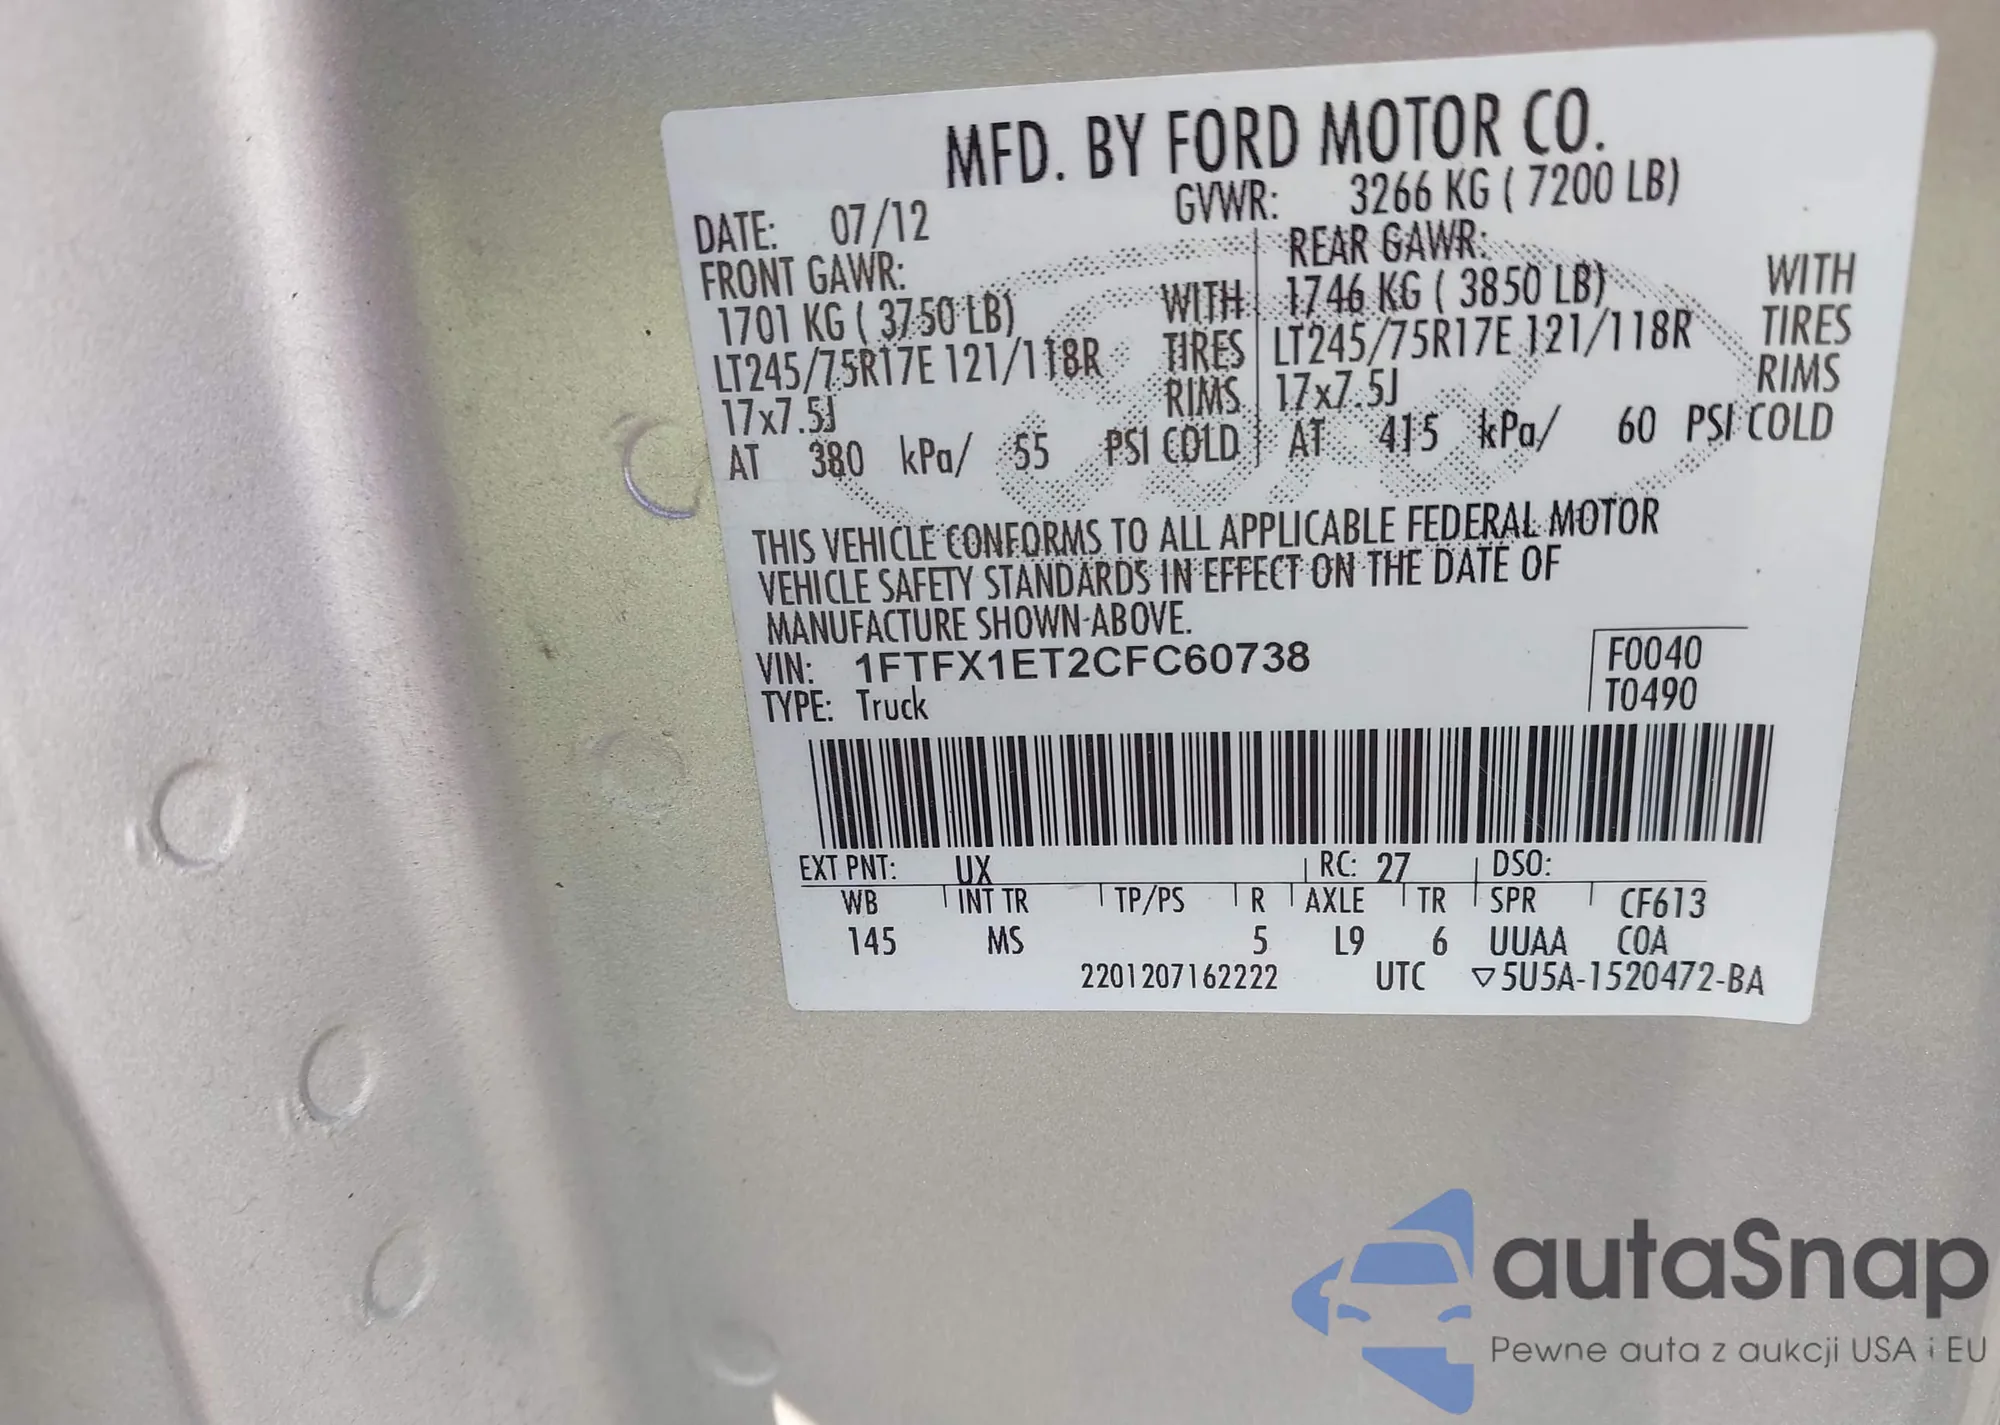 MFD. BY FORD MOTOR CO.
DATE: 07/12 GVWR: 3266 KG ( 7200 LB)
FRONT GAWR: REAR GAWR:
1701 KG ( 3750 LB) WITH 1746 KG ( 3850 LB) WITH
LT245/75R17E 121/118R TIRES LT245/75R17E 121/118R TIRES
17x7.5J RIMS 17x7.5J RIMS
AT 380 kPa/ 55 PSI COLD AT 415 kPa/ 60 PSI COLD
THIS VEHICLE CONFORMS TO ALL APPLICABLE FEDERAL MOTOR
VEHICLE SAFETY STANDARDS IN EFFECT ON THE DATE OF
MANUFACTURE SHOWN ABOVE.
VIN: 1FTFX1ET2CFC60738 F0040
TYPE: Truck T0490
EXT PNT: UX RC: 27 DSO:
WB INT TR TP/PS R AXLE TR SPR CF613
145 MS 5 L9 6 UUAA COA
2201207162222 UTC ▽5U5A-1520472-BA
autaSnap
Pewne auta z aukcji USA i EU